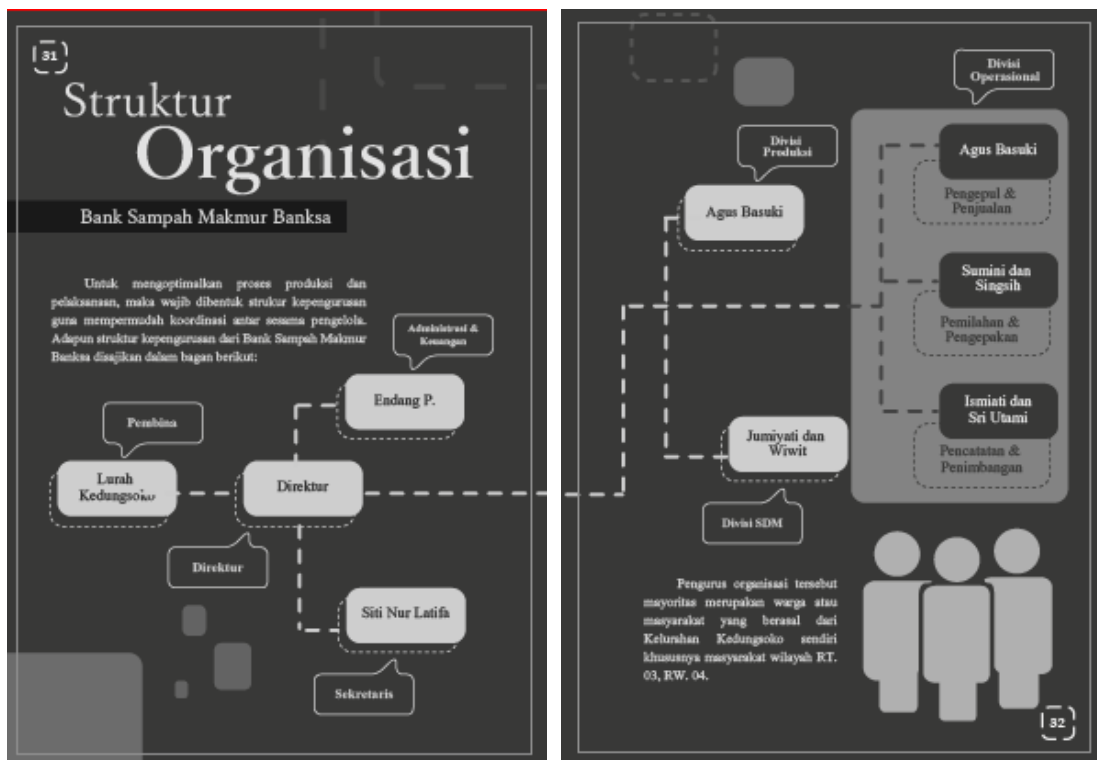 31
Struktur
Organisasi
Bank Sampah Makmur Banksa
Untuk mengoptimalkan proses produksi dan
pelaksanaan, maka wajib dibentuk strukur kepengurusan
guna mempermudah koordinasi antar sesama pengelola.
Adapun struktur kepengurusan dari Bank Sampah Makmur
Banksa disajikan dalam bagan berikut:
Administrasi &
Keuangan
Endang P.
Pembina
Lurah
Direktur
Direktur
Siti Nur Latifa
Sekretaris
Divisi
Operasional
Divisi
Produksi
Agus Basuki
Agus Basuki
Pengepul &
Penjualan
Sumini dan
Singsih
Pemilahan &
Pengepakan
Ismiati dan
Sri Utami
Pencatatan &
Penimbangan
Jumiyati dan
Wiwit
Divisi SDM
Pengurus organisasi tersebut
mayoritas merupakan warga atau
masyarakat yang berasal dari
Kelurahan Kedungsoko sendiri
khususnya masyarakat wilayah RT.
03, RW. 04.
32